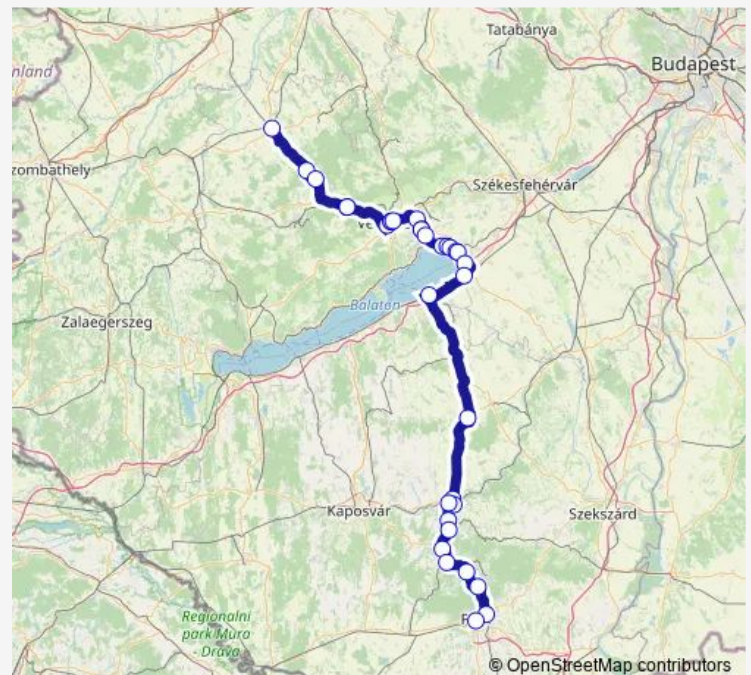 Tatabánya
Budapest
nland
zombathely
Székesfehérvár
Balaton
Zalaegerszeg
Kaposvár
Szekszárd
Regionalni
park Mura
- Drava
© OpenStreetMap contributors